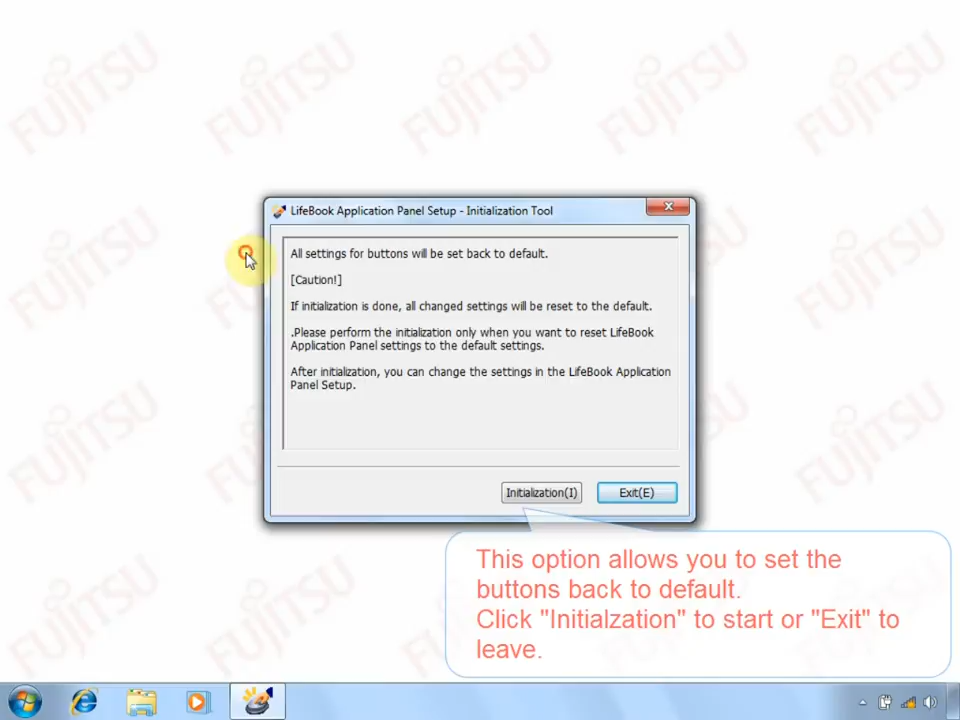 FUJITSU FUJITSU FUJITSU FUJITSU FUJITSU
LifeBook Application Panel Setup - Initialization Tool
All settings for buttons will be set back to default.
[Caution!]
If initialization is done, all changed settings will be reset to the default.
.Please perform the initialization only when you want to reset LifeBook
Application Panel settings to the default settings.
After initialization, you can change the settings in the LifeBook Application
Panel Setup.
Initialization(I) Exit(E)
This option allows you to set the
buttons back to default.
Click "Initialzation" to start or "Exit" to
leave.